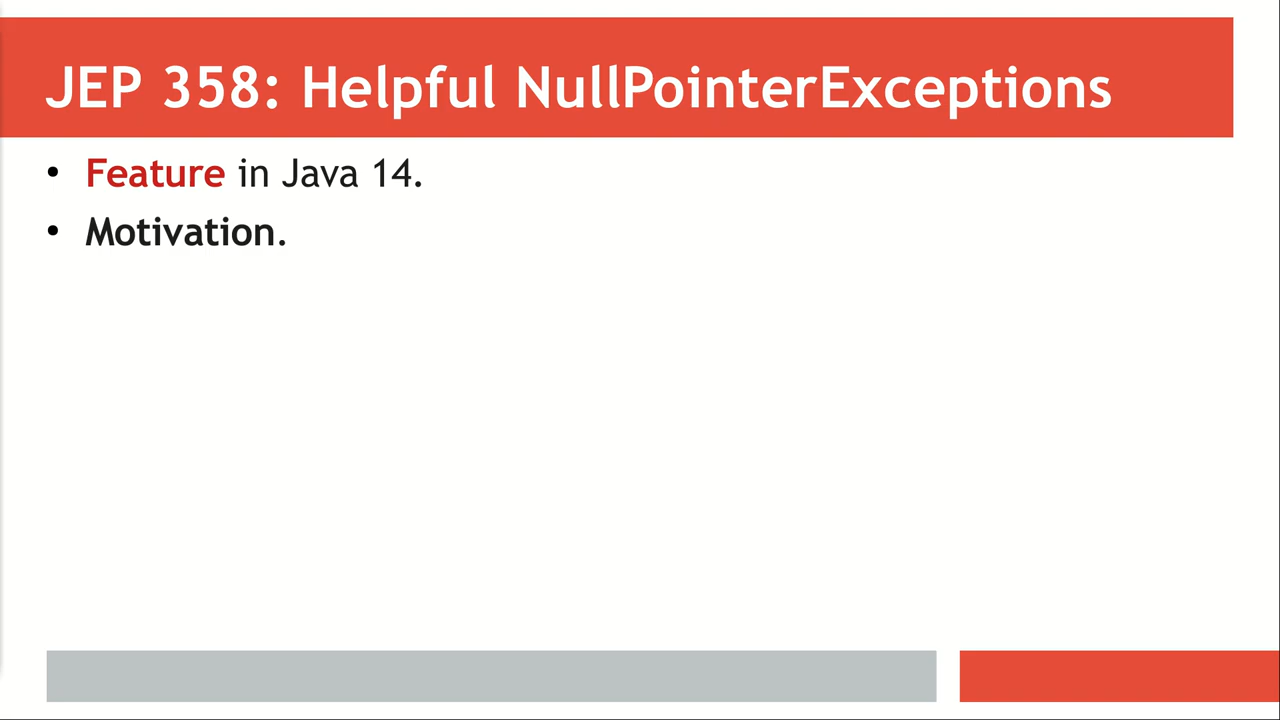 JEP 358: Helpful NullPointerExceptions
• Feature in Java 14.
• Motivation.